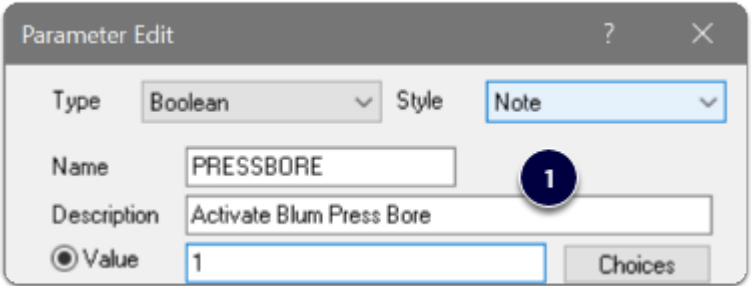 Parameter Edit ? ×
Type Boolean Style Note
Name PRESSBORE
1
Description Activate Blum Press Bore
Value 1 Choices